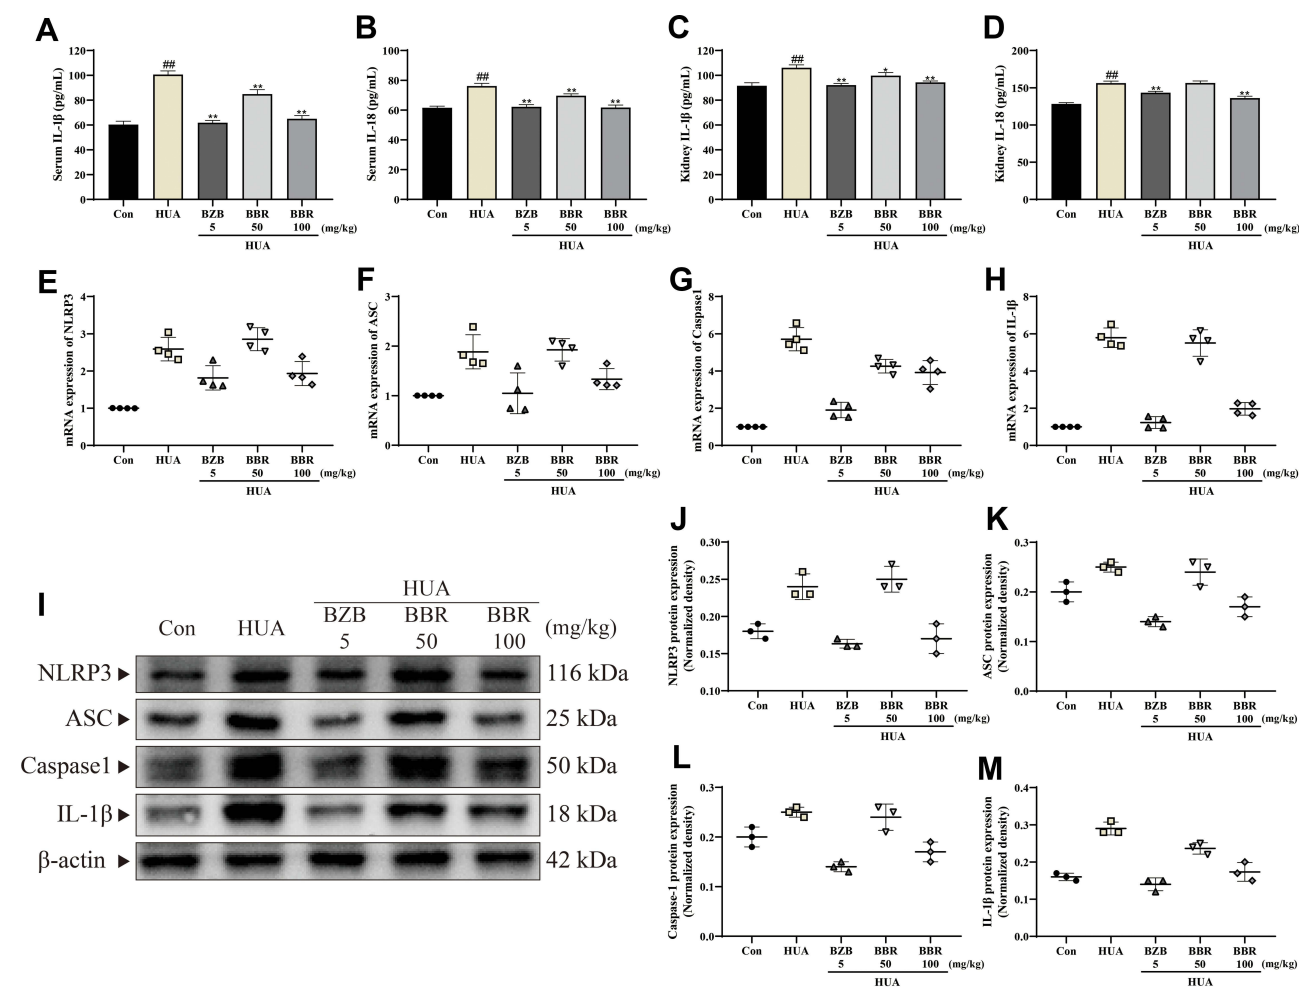 A
Serum IL-1β (pg/mL)
120
100
80
60
40
20
0
##
**
**
**
Con HUA BZB BBR BBR
5 50 100 (mg/kg)
HUA
B
Serum IL-18 (pg/mL)
100
80
60
40
20
0
##
**
**
**
Con HUA BZB BBR BBR
5 50 100 (mg/kg)
HUA
C
Kidney IL-1β (pg/mL)
120
100
80
60
40
20
0
##
**
*
**
Con HUA BZB BBR BBR
5 50 100 (mg/kg)
HUA
D
Kidney IL-18 (pg/mL)
200
150
100
50
0
##
**
**
Con HUA BZB BBR BBR
5 50 100 (mg/kg)
HUA
E
mRNA expression of NLRP3
4
3
2
1
0
Con HUA BZB BBR BBR
5 50 100 (mg/kg)
HUA
F
mRNA expression of ASC
3
2
1
0
Con HUA BZB BBR BBR
5 50 100 (mg/kg)
HUA
G
mRNA expression of Caspase1
8
6
4
2
0
Con HUA BZB BBR BBR
5 50 100 (mg/kg)
HUA
H
mRNA expression of IL-1β
8
6
4
2
0
Con HUA BZB BBR BBR
5 50 100 (mg/kg)
HUA
I
HUA
Con HUA BZB BBR BBR
5 50 100 (mg/kg)
NLRP3 116 kDa
ASC 25 kDa
Caspase1 50 kDa
IL-1β 18 kDa
β-actin 42 kDa
J
NLRP3 protein expression
(Normalized density)
0.30
0.25
0.20
0.15
0.10
Con HUA BZB BBR BBR
5 50 100 (mg/kg)
HUA
K
ASC protein expression
(Normalized density)
0.3
0.2
0.1
0.0
Con HUA BZB BBR BBR
5 50 100 (mg/kg)
HUA
L
Caspase-1 protein expression
(Normalized density)
0.3
0.2
0.1
0.0
Con HUA BZB BBR BBR
5 50 100 (mg/kg)
HUA
M
IL-1β protein expression
(Normalized density)
0.4
0.3
0.2
0.1
0.0
Con HUA BZB BBR BBR
5 50 100 (mg/kg)
HUA